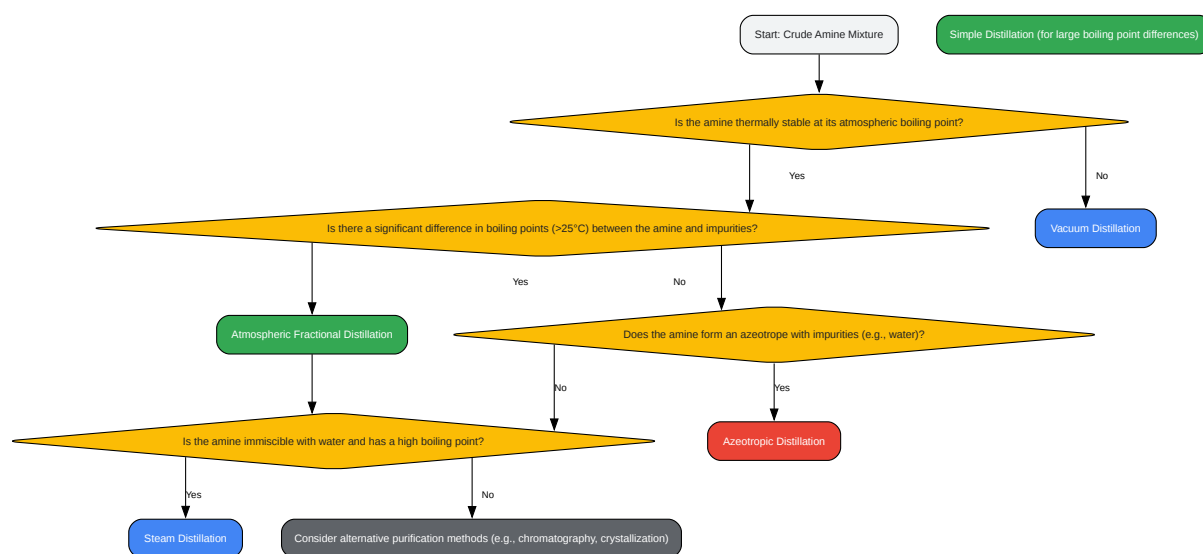 Start: Crude Amine Mixture
Simple Distillation (for large boiling point differences)
Is the amine thermally stable at its atmospheric boiling point?
Yes
No
Is there a significant difference in boiling points (>25°C) between the amine and impurities?
Vacuum Distillation
Yes
No
Atmospheric Fractional Distillation
Does the amine form an azeotrope with impurities (e.g., water)?
No
Yes
Is the amine immiscible with water and has a high boiling point?
Azeotropic Distillation
Yes
No
Steam Distillation
Consider alternative purification methods (e.g., chromatography, crystallization)